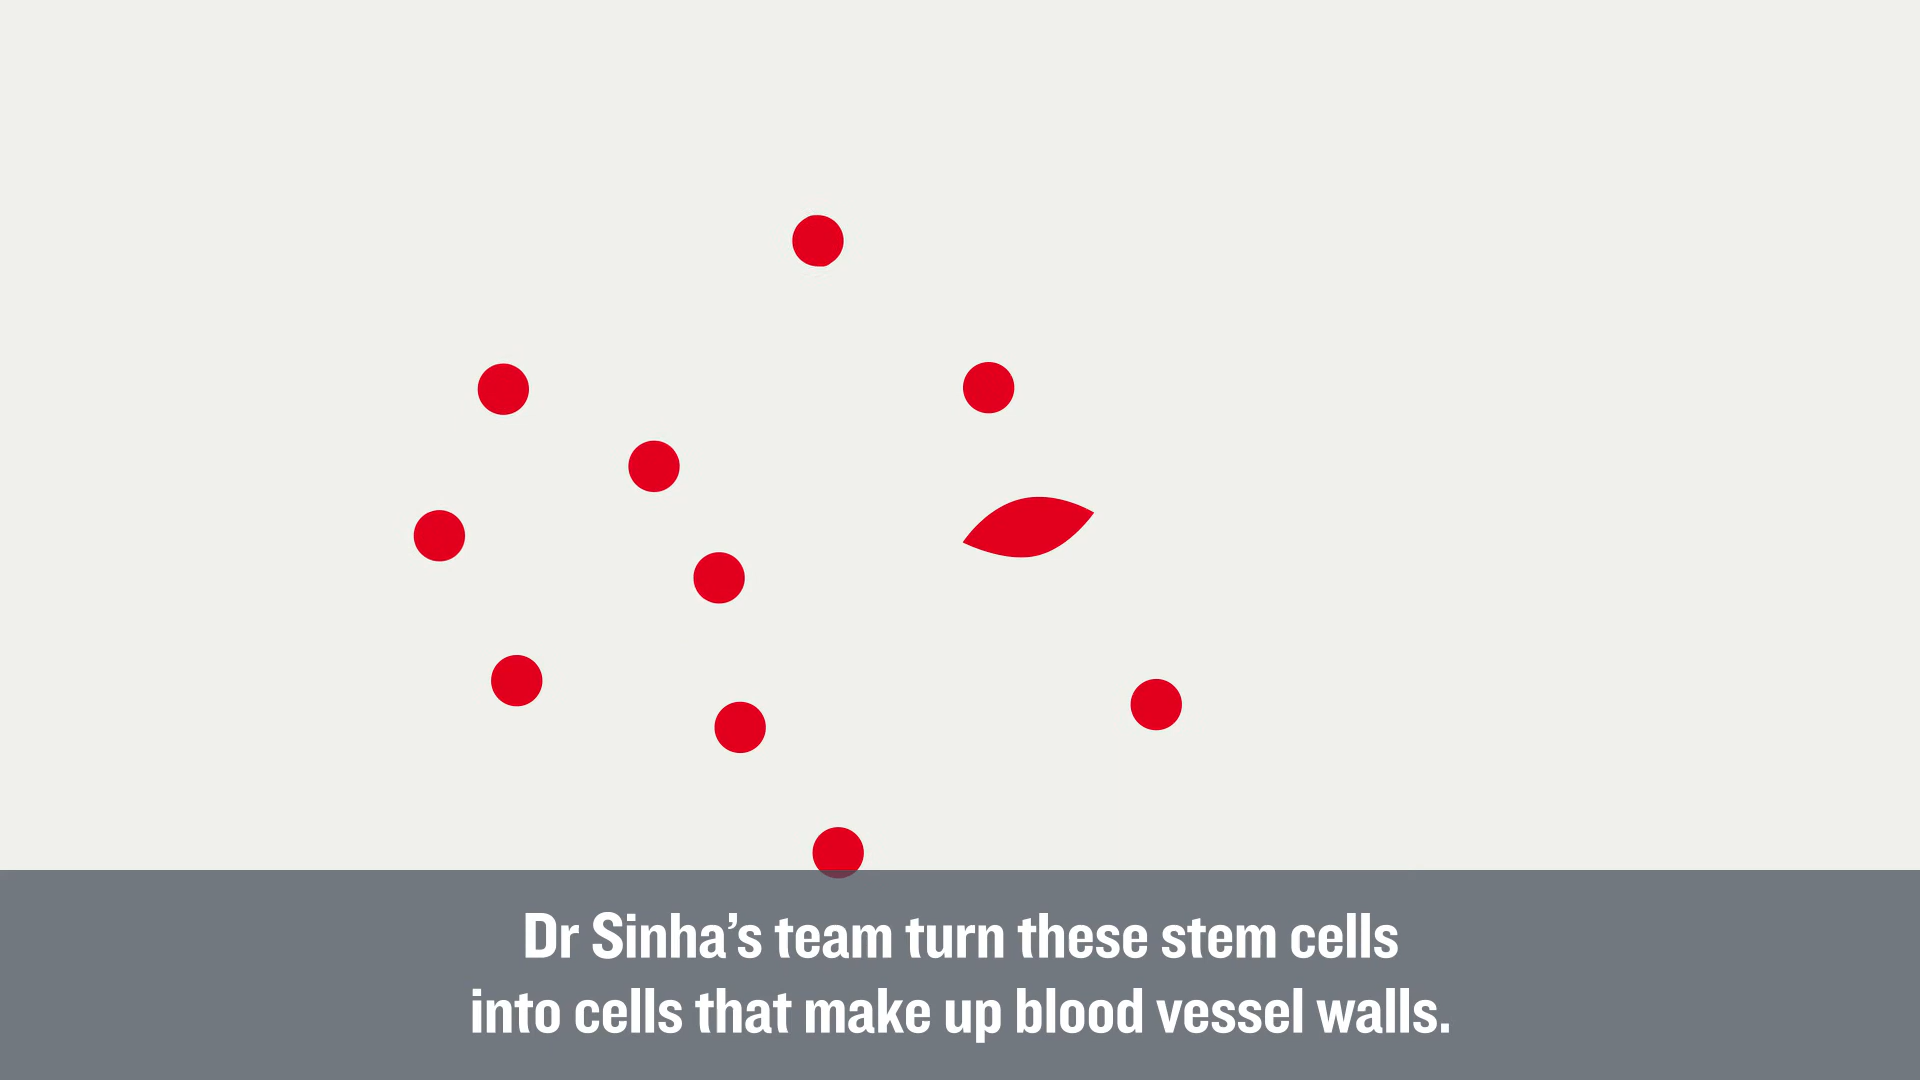 Dr Sinha’s team turn these stem cells
into cells that make up blood vessel walls.